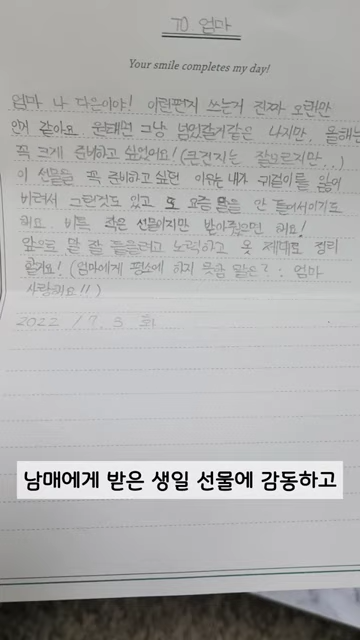 TO 엄마
Your smile completes my day!
엄마 나 다은이야! 이런편지 쓰는거 진짜 오랜만
인거 같아요. 원래면 그냥 넘어갔을거같은 나지만, 올해는
꼭 크게 준비하고 싶었어요! (큰건지는 잘모르지만..)
이 선물을 꼭 준비하고 싶던 이유는 내가 귀걸이를 잃어
버려서 그런것도 있고 또 요즘 말을 안 들어서이기도
해요. 비록 작은 선물이지만 받아줬으면 해요!
앞으로 말 잘 들을려고 노력하고 옷 제대로 정리
할게요! (엄마에게 평소에 하지 못한 말은? : 엄마
사랑해요!!)
2022 / 7. 5 화
남매에게 받은 생일 선물에 감동하고